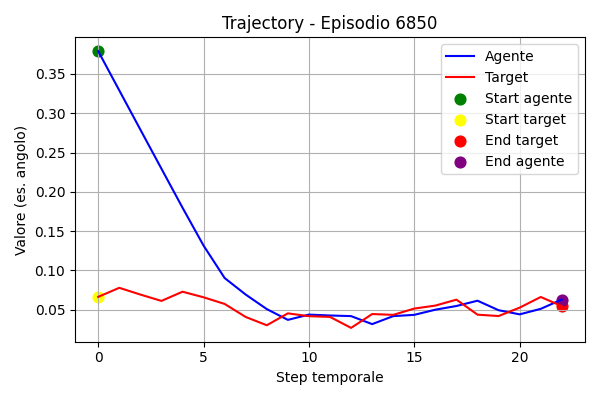 Trajectory - Episodio 6850
Valore (es. angolo)
0.35
0.30
0.25
0.20
0.15
0.10
0.05
0
5
10
15
20
Step temporale
Agente
Target
Start agente
Start target
End target
End agente